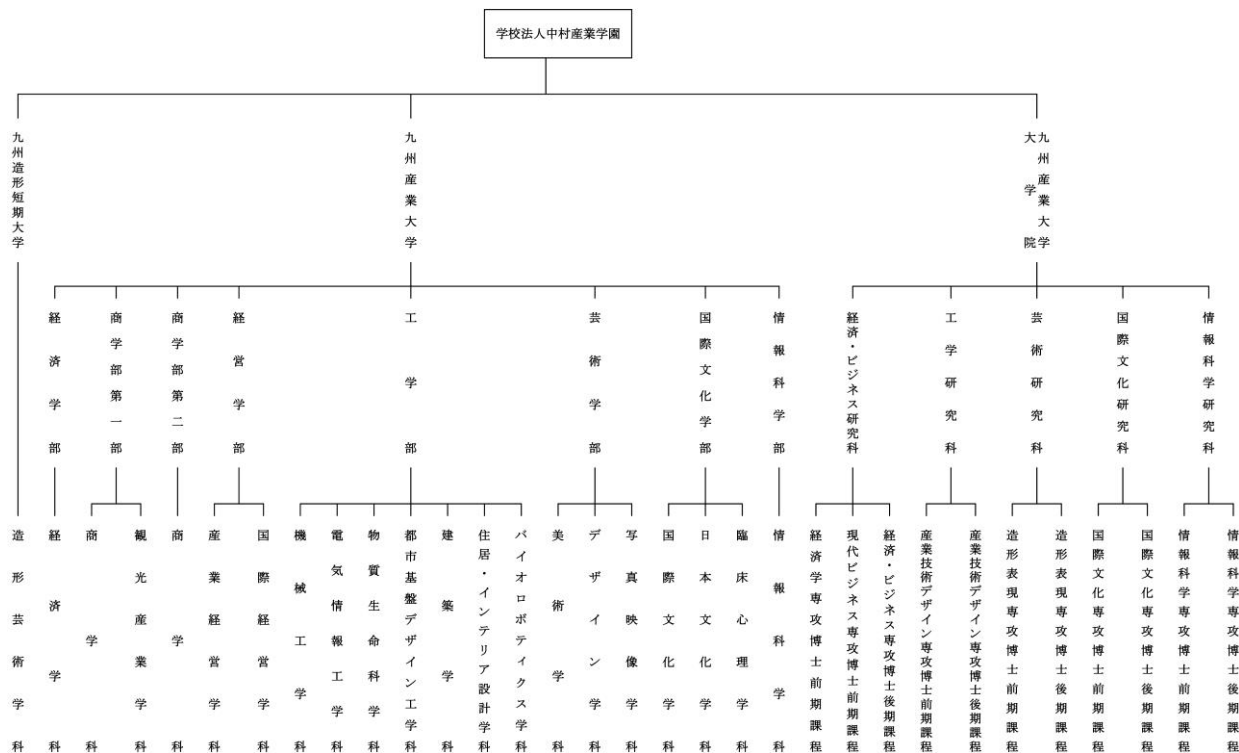 学校法人中村産業学園
九州造形短期大学
九州産業大学
九州産業大学
大学院
経済学部
商学部第一部
商学部第二部
経営学部
工学部
芸術学部
国際文化学部
情報科学部
経済・ビジネス研究科
工学研究科
芸術研究科
国際文化研究科
情報科学研究科
造形芸術学科
経済学科
商学科
観光産業学科
商学科
産業経営学科
国際経営学科
機械工学科
電気情報工学科
物質生命科学科
都市基盤デザイン工学科
建築学科
住居・インテリア設計学科
バイオロボティクス学科
美術学科
デザイン学科
写真映像学科
国際文化学科
日本文化学科
臨床心理学科
情報科学科
経済学専攻博士前期課程
現代ビジネス専攻博士前期課程
経済・ビジネス専攻博士後期課程
産業技術デザイン専攻博士前期課程
産業技術デザイン専攻博士後期課程
造形表現専攻博士前期課程
造形表現専攻博士後期課程
国際文化専攻博士前期課程
国際文化専攻博士後期課程
情報科学専攻博士前期課程
情報科学専攻博士後期課程